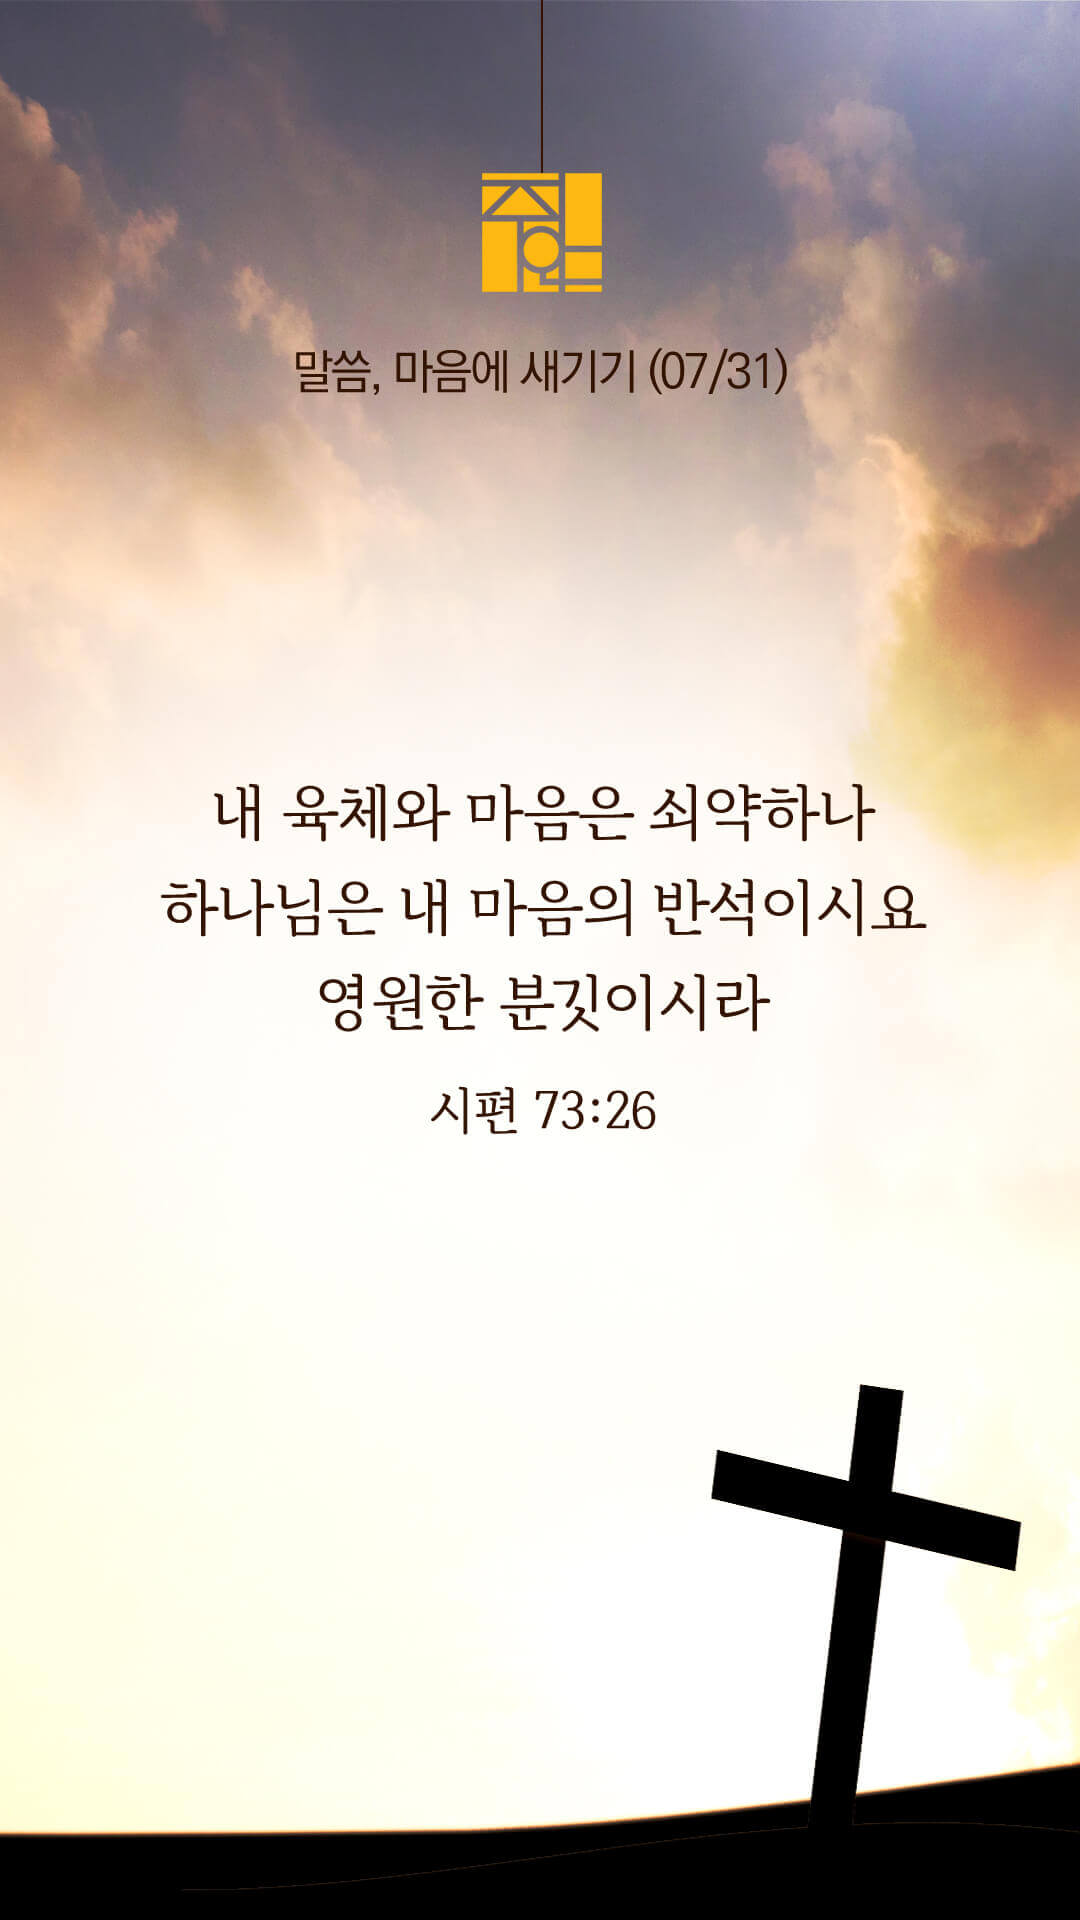 말씀, 마음에 새기기 (07/31)
내 육체와 마음은 쇠약하나
하나님은 내 마음의 반석이시요
영원한 분깃이시라
시편 73:26